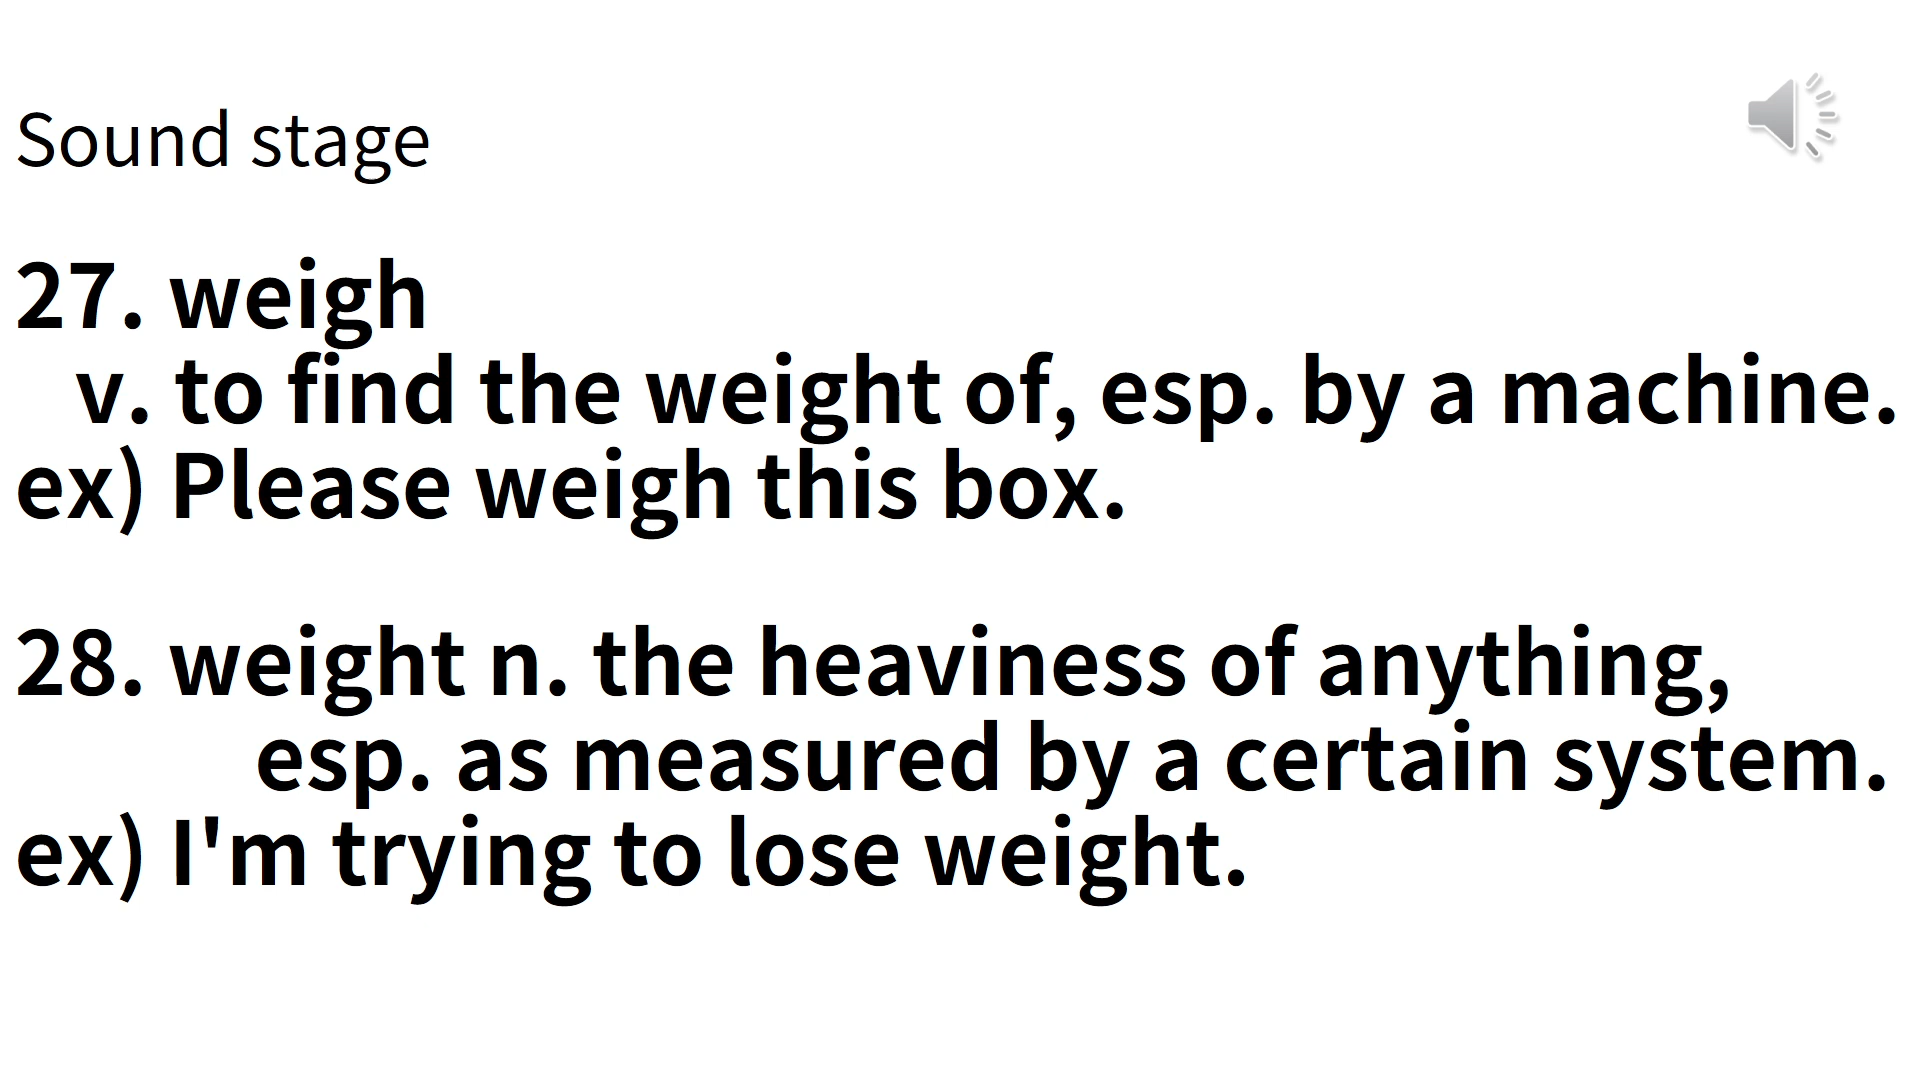 Sound stage
27. weigh
v. to find the weight of, esp. by a machine.
ex) Please weigh this box.
28. weight n. the heaviness of anything,
esp. as measured by a certain system.
ex) I'm trying to lose weight.